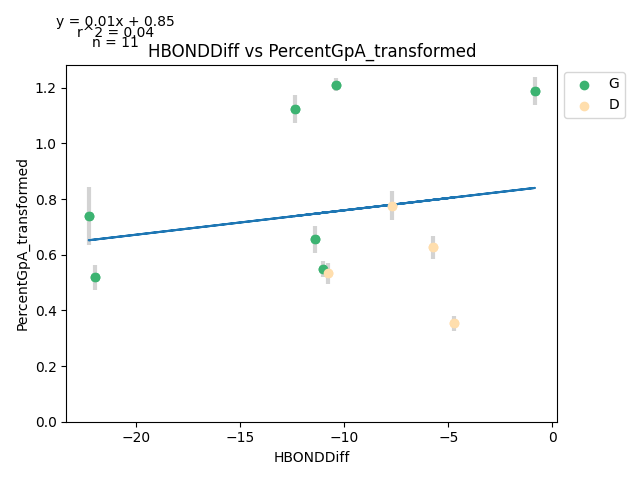 y = 0.01x + 0.85
r^2 = 0.04
n = 11
HBONDDiff vs PercentGpA_transformed
G
D
1.2
1.0
0.8
0.6
0.4
0.2
0.0
PercentGpA_transformed
−20
−15
−10
−5
0
HBONDDiff